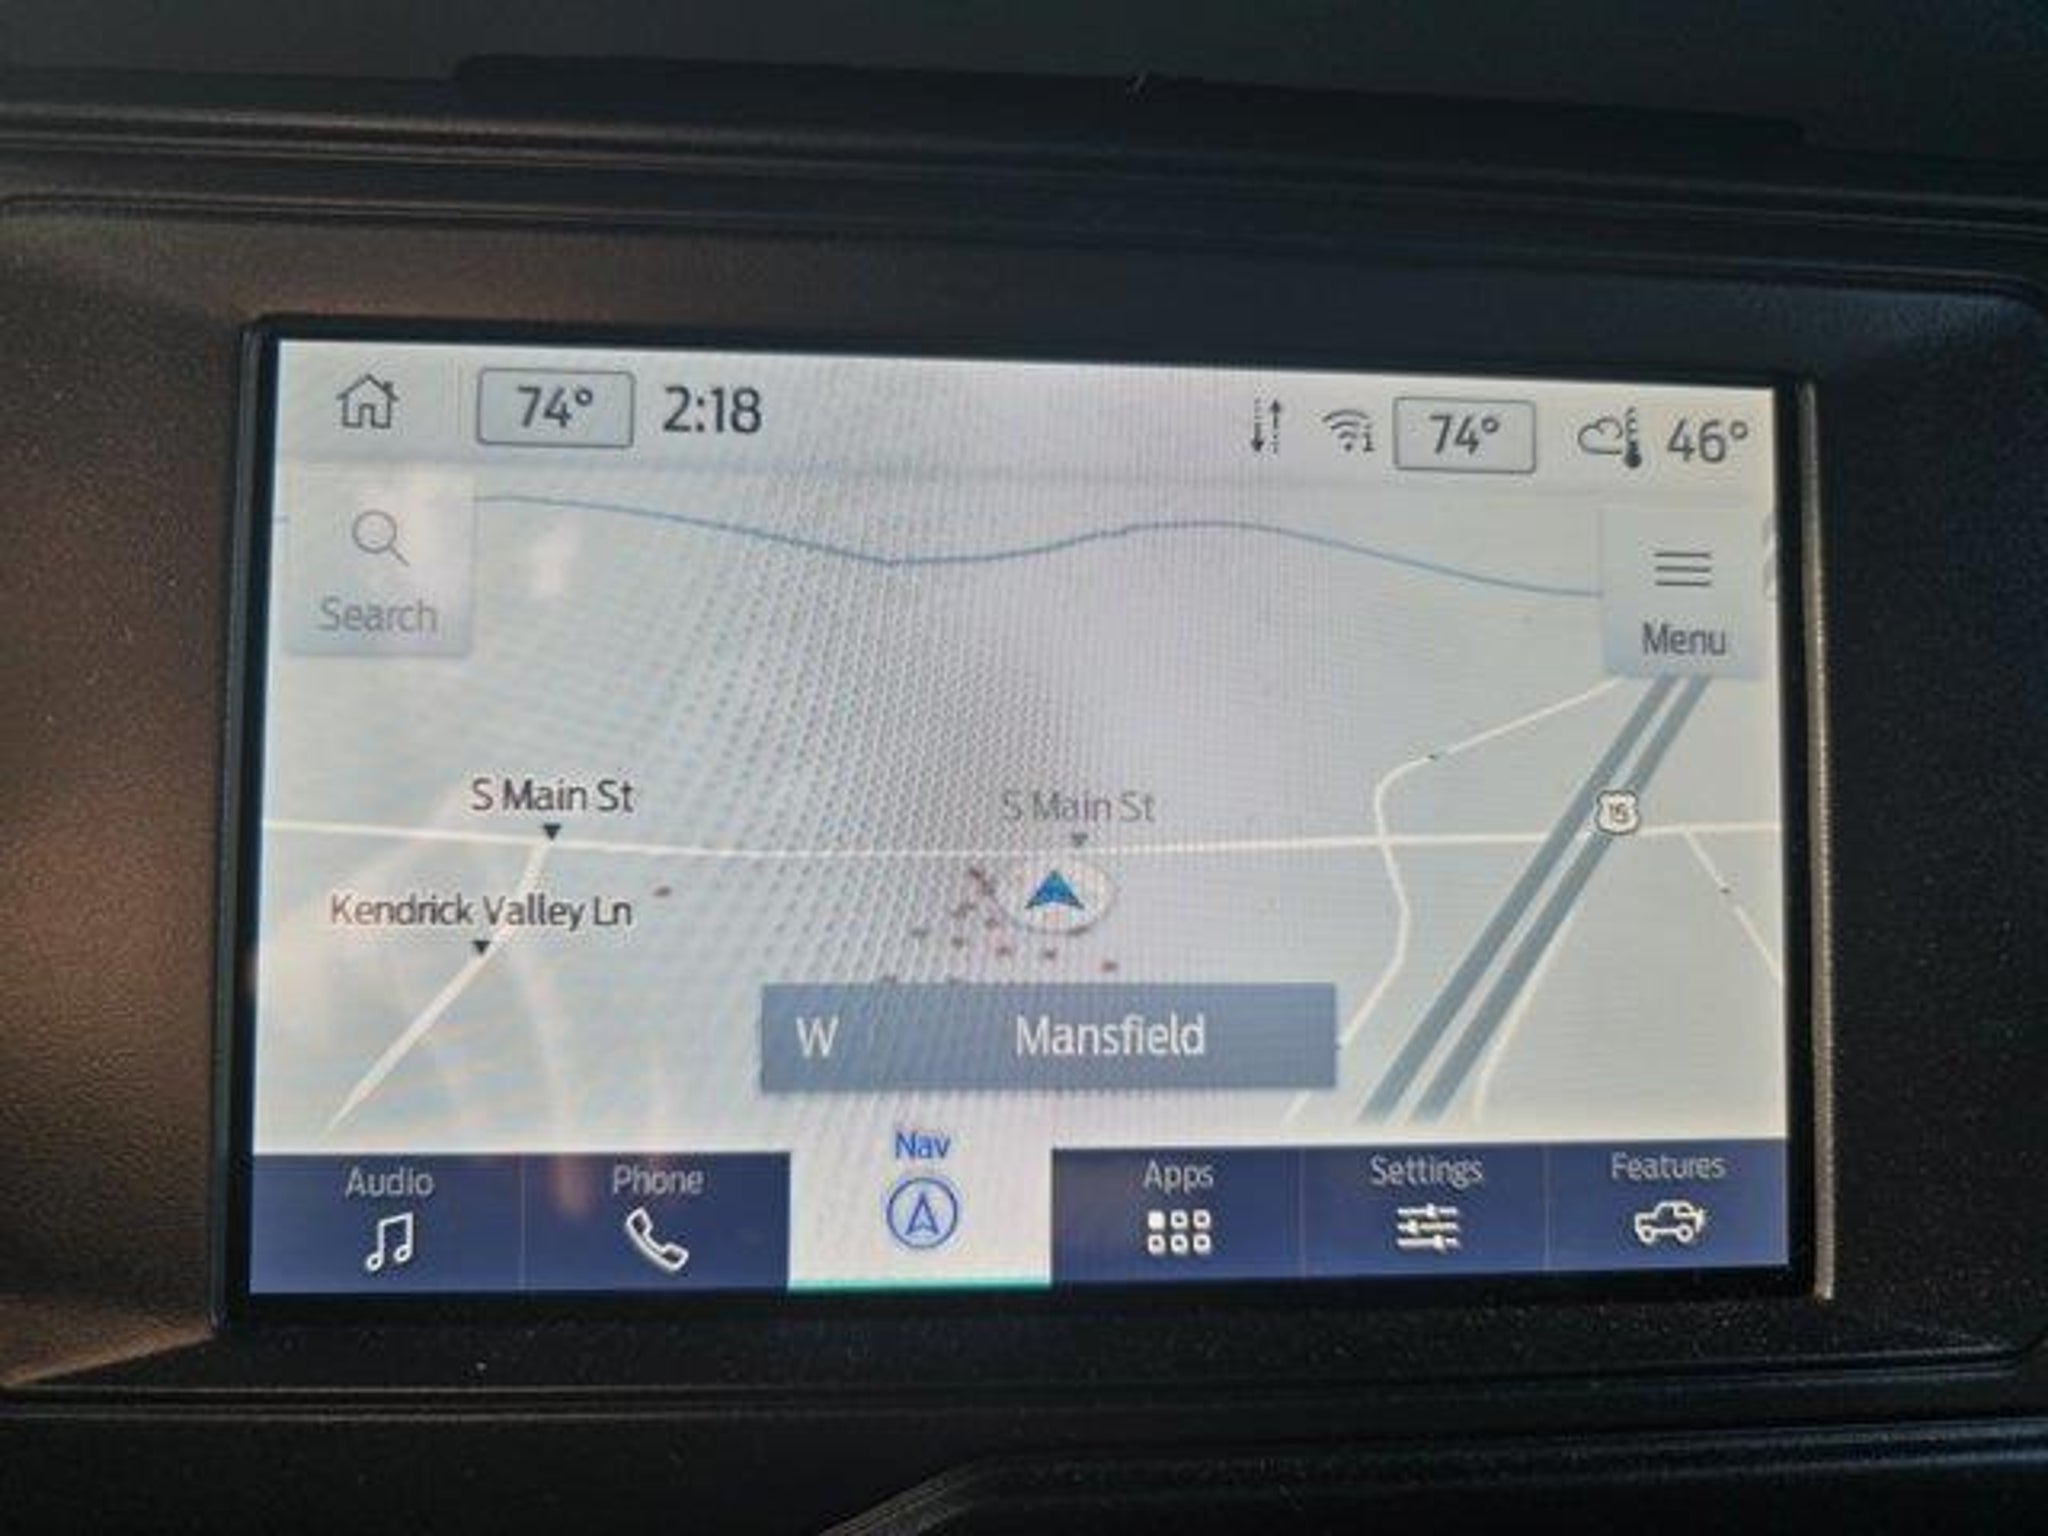 74° 2:18 74° 46°
Search
Menu
S Main St
S Main St
15
Kendrick Valley Ln
W Mansfield
Audio
Phone
Nav
Apps
Settings
Features